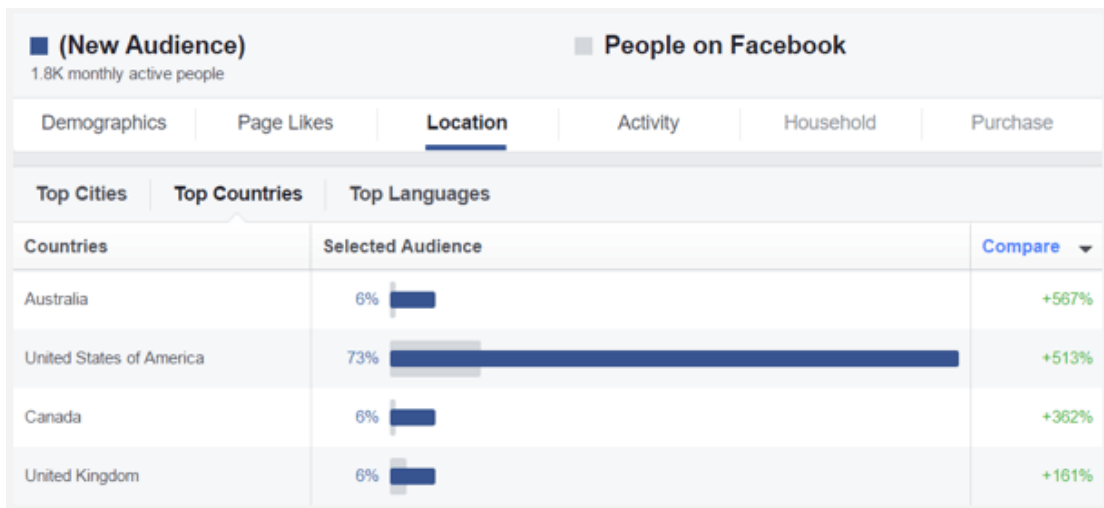 (New Audience)
1.8K monthly active people
People on Facebook
Demographics Page Likes Location Activity Household Purchase
Top Cities Top Countries Top Languages
Countries Selected Audience Compare
Australia 6% +567%
United States of America 73% +513%
Canada 6% +362%
United Kingdom 6% +161%